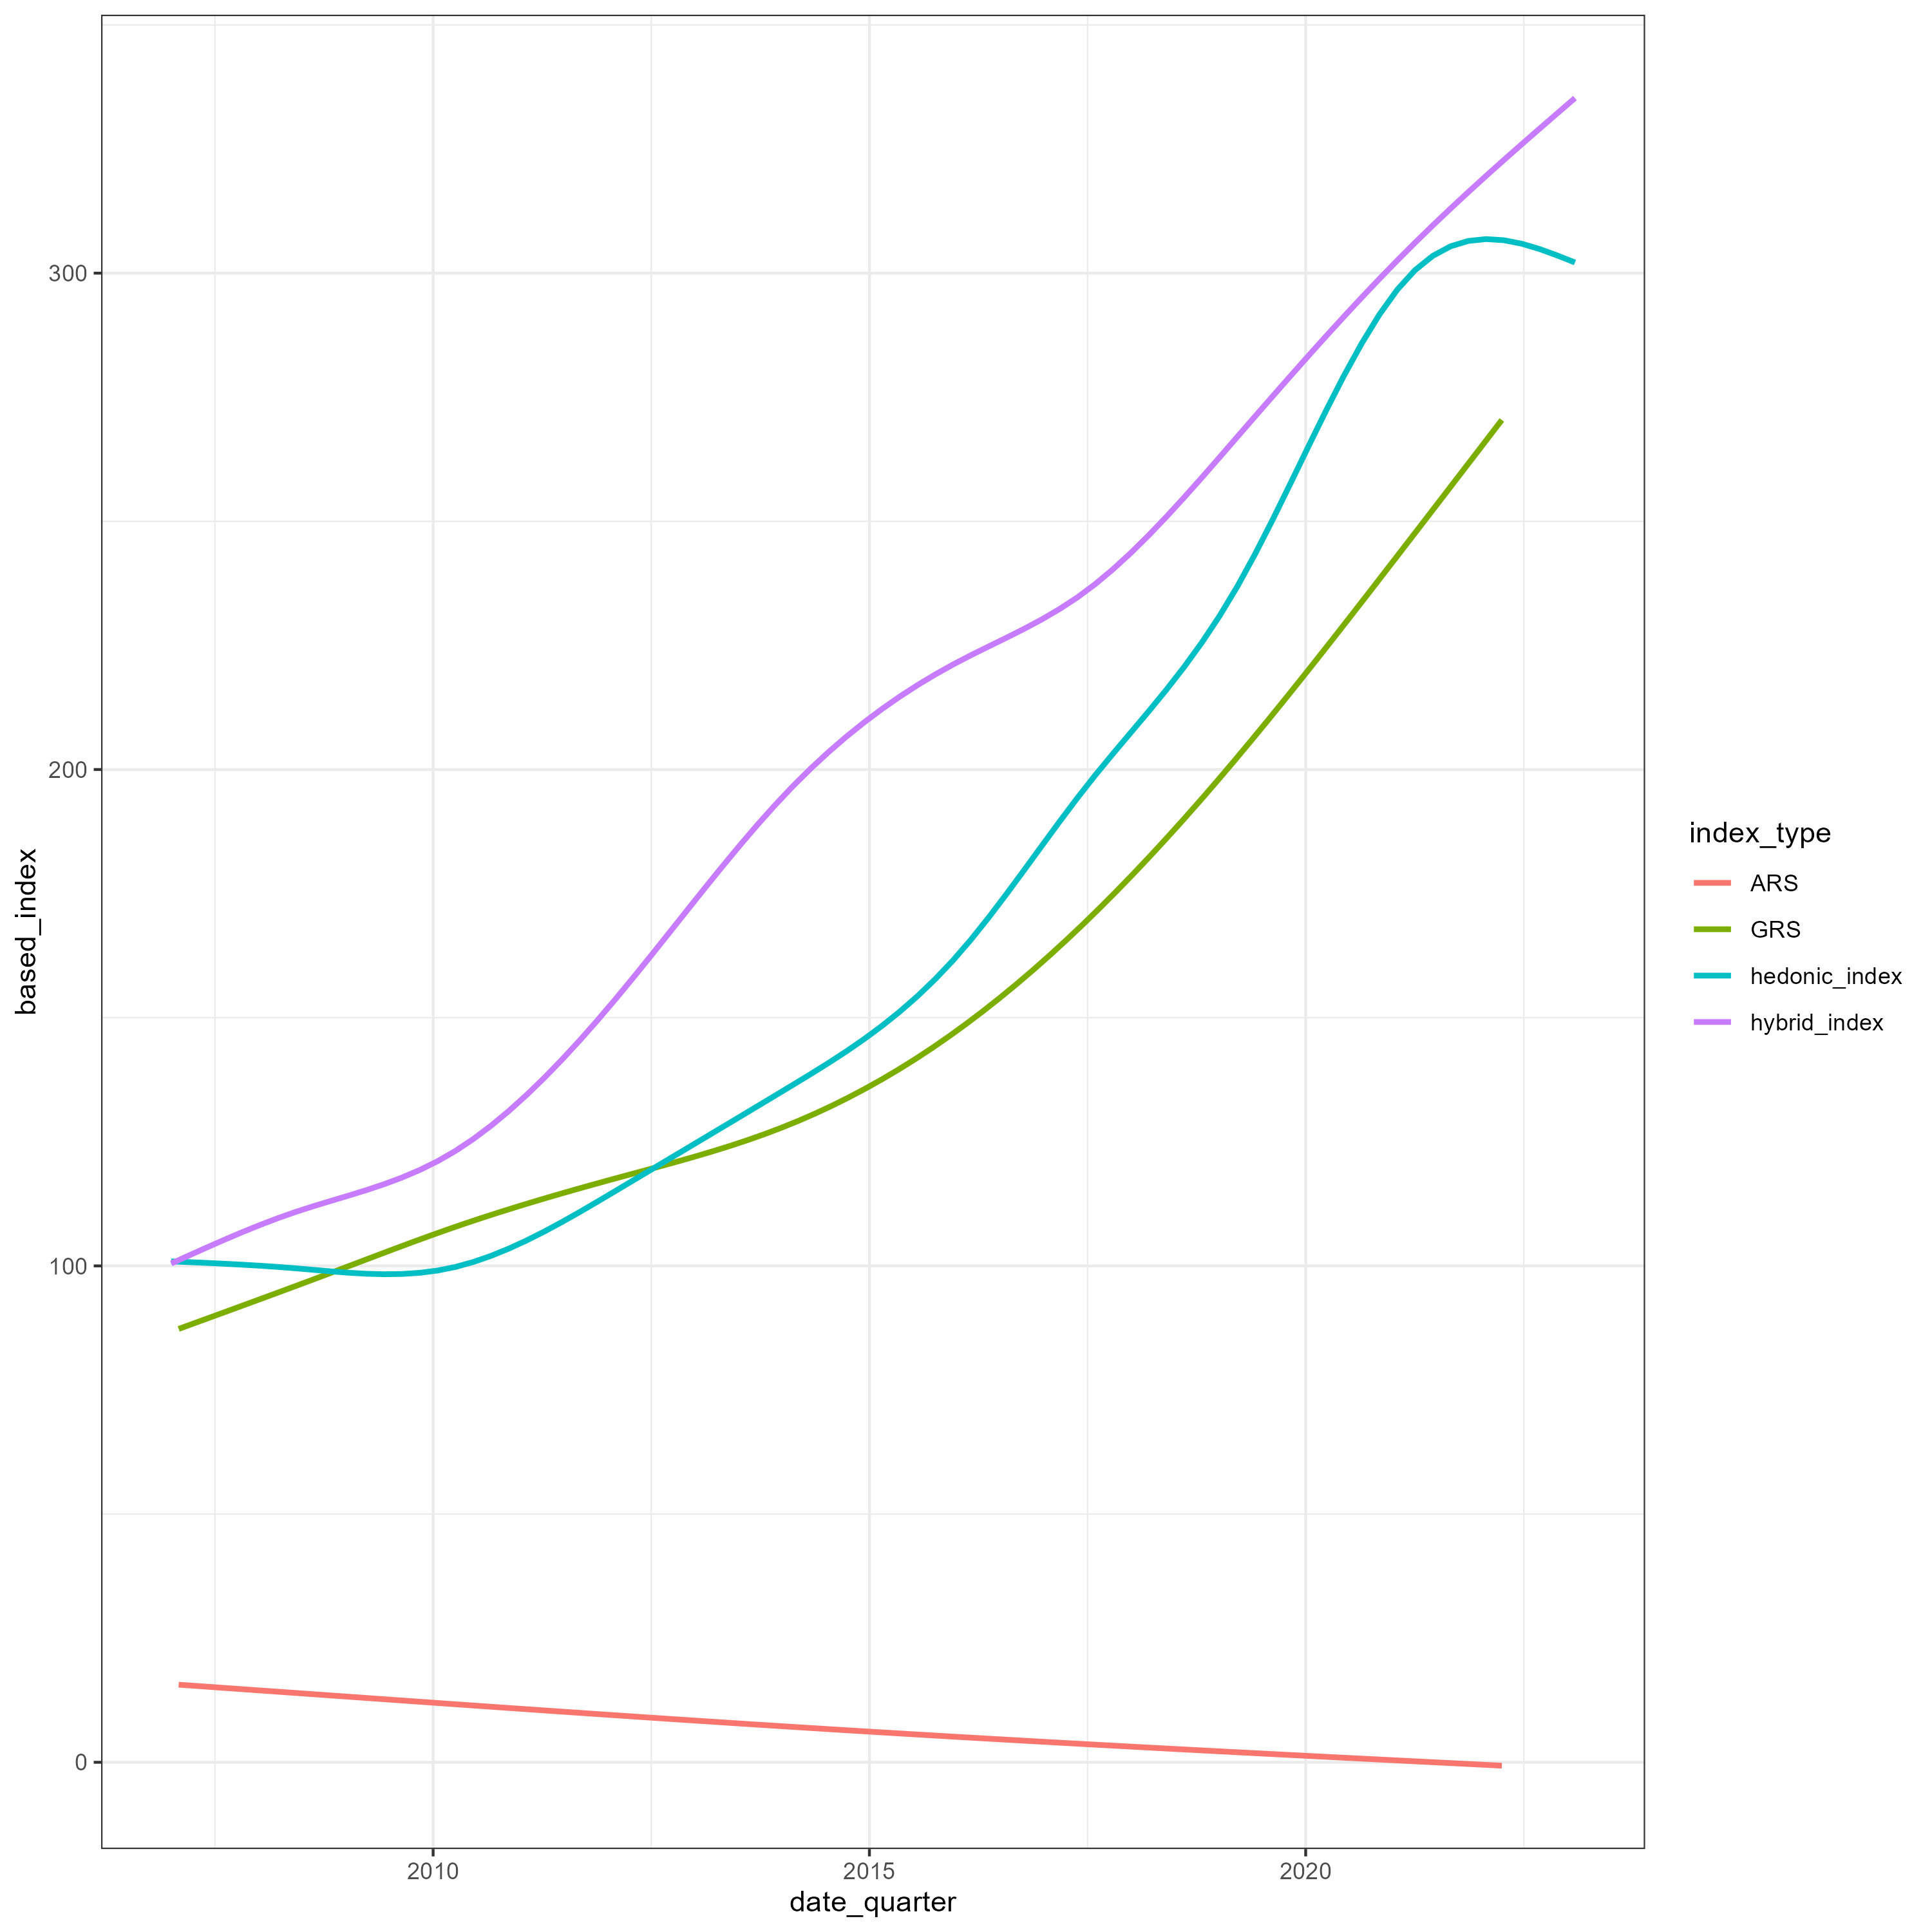 based_index
300
200
100
0
2010
2015
2020
date_quarter
index_type
ARS
GRS
hedonic_index
hybrid_index